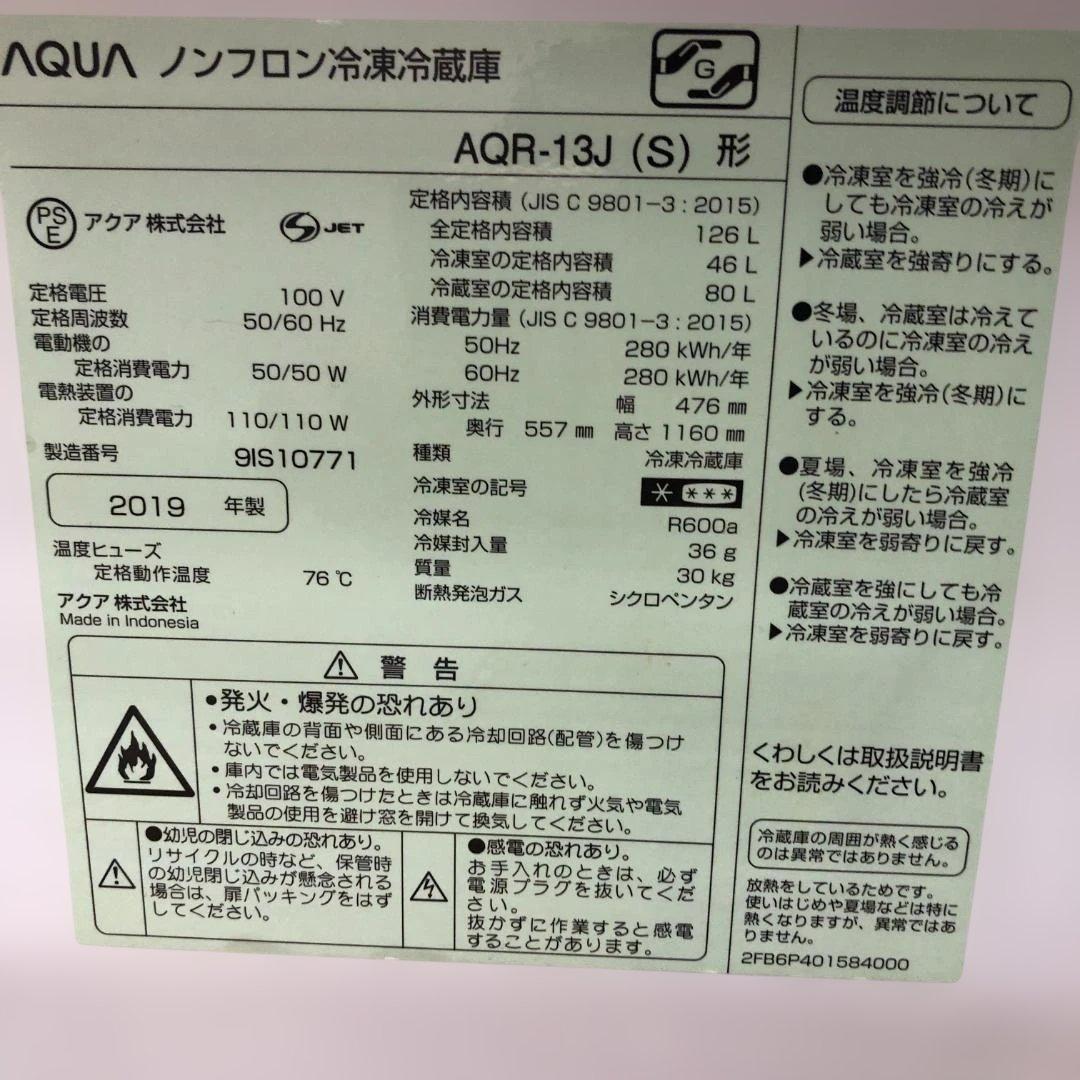 AQUA ノンフロン冷凍冷蔵庫
G
AQR-13J (S) 形
PS
E
アクア 株式会社
JET
定格電圧 100 V
定格周波数 50/60 Hz
電動機の
定格消費電力 50/50 W
電熱装置の
定格消費電力 110/110 W
製造番号 9IS10771
2019 年製
温度ヒューズ
定格動作温度 76 ℃
アクア 株式会社
Made in Indonesia
定格内容積 (JIS C 9801-3 : 2015)
全定格内容積 126 L
冷凍室の定格内容積 46 L
冷蔵室の定格内容積 80 L
消費電力量 (JIS C 9801-3 : 2015)
50Hz 280 kWh/年
60Hz 280 kWh/年
外形寸法 幅 476 ㎜
奥行 557 ㎜ 高さ 1160 ㎜
種類 冷凍冷蔵庫
冷凍室の記号 * ***
冷媒名 R600a
冷媒封入量 36 g
質量 30 kg
断熱発泡ガス シクロペンタン
⚠ 警 告
•発火・爆発の恐れあり
•冷蔵庫の背面や側面にある冷却回路(配管)を傷つけ
ないでください。
•庫内では電気製品を使用しないでください。
•冷却回路を傷つけたときは冷蔵庫に触れず火気や電気
製品の使用を避け窓を開けて換気してください。
●幼児の閉じ込みの恐れあり。
リサイクルの時など、保管時
の幼児閉じ込みが懸念される
場合は、扉パッキングをはず
してください。
●感電の恐れあり。
お手入れのときは、必ず
電源プラグを抜いてくだ
さい。
抜かずに作業すると感電
することがあります。
温度調節について
●冷凍室を強冷(冬期)に
しても冷凍室の冷えが
弱い場合。
▶冷蔵室を強寄りにする。
●冬場、冷蔵室は冷えて
いるのに冷凍室の冷え
が弱い場合。
▶冷凍室を強冷(冬期)に
する。
●夏場、冷凍室を強冷
(冬期)にしたら冷蔵室
の冷えが弱い場合。
▶冷凍室を弱寄りに戻す。
●冷蔵室を強にしても冷
蔵室の冷えが弱い場合。
▶冷凍室を弱寄りに戻す。
くわしくは取扱説明書
をお読みください。
冷蔵庫の周囲が熱く感じる
のは異常ではありません。
放熱をしているためです。
使いはじめや夏場などは特に
熱くなりますが、異常ではあ
りません。
2FB6P401584000